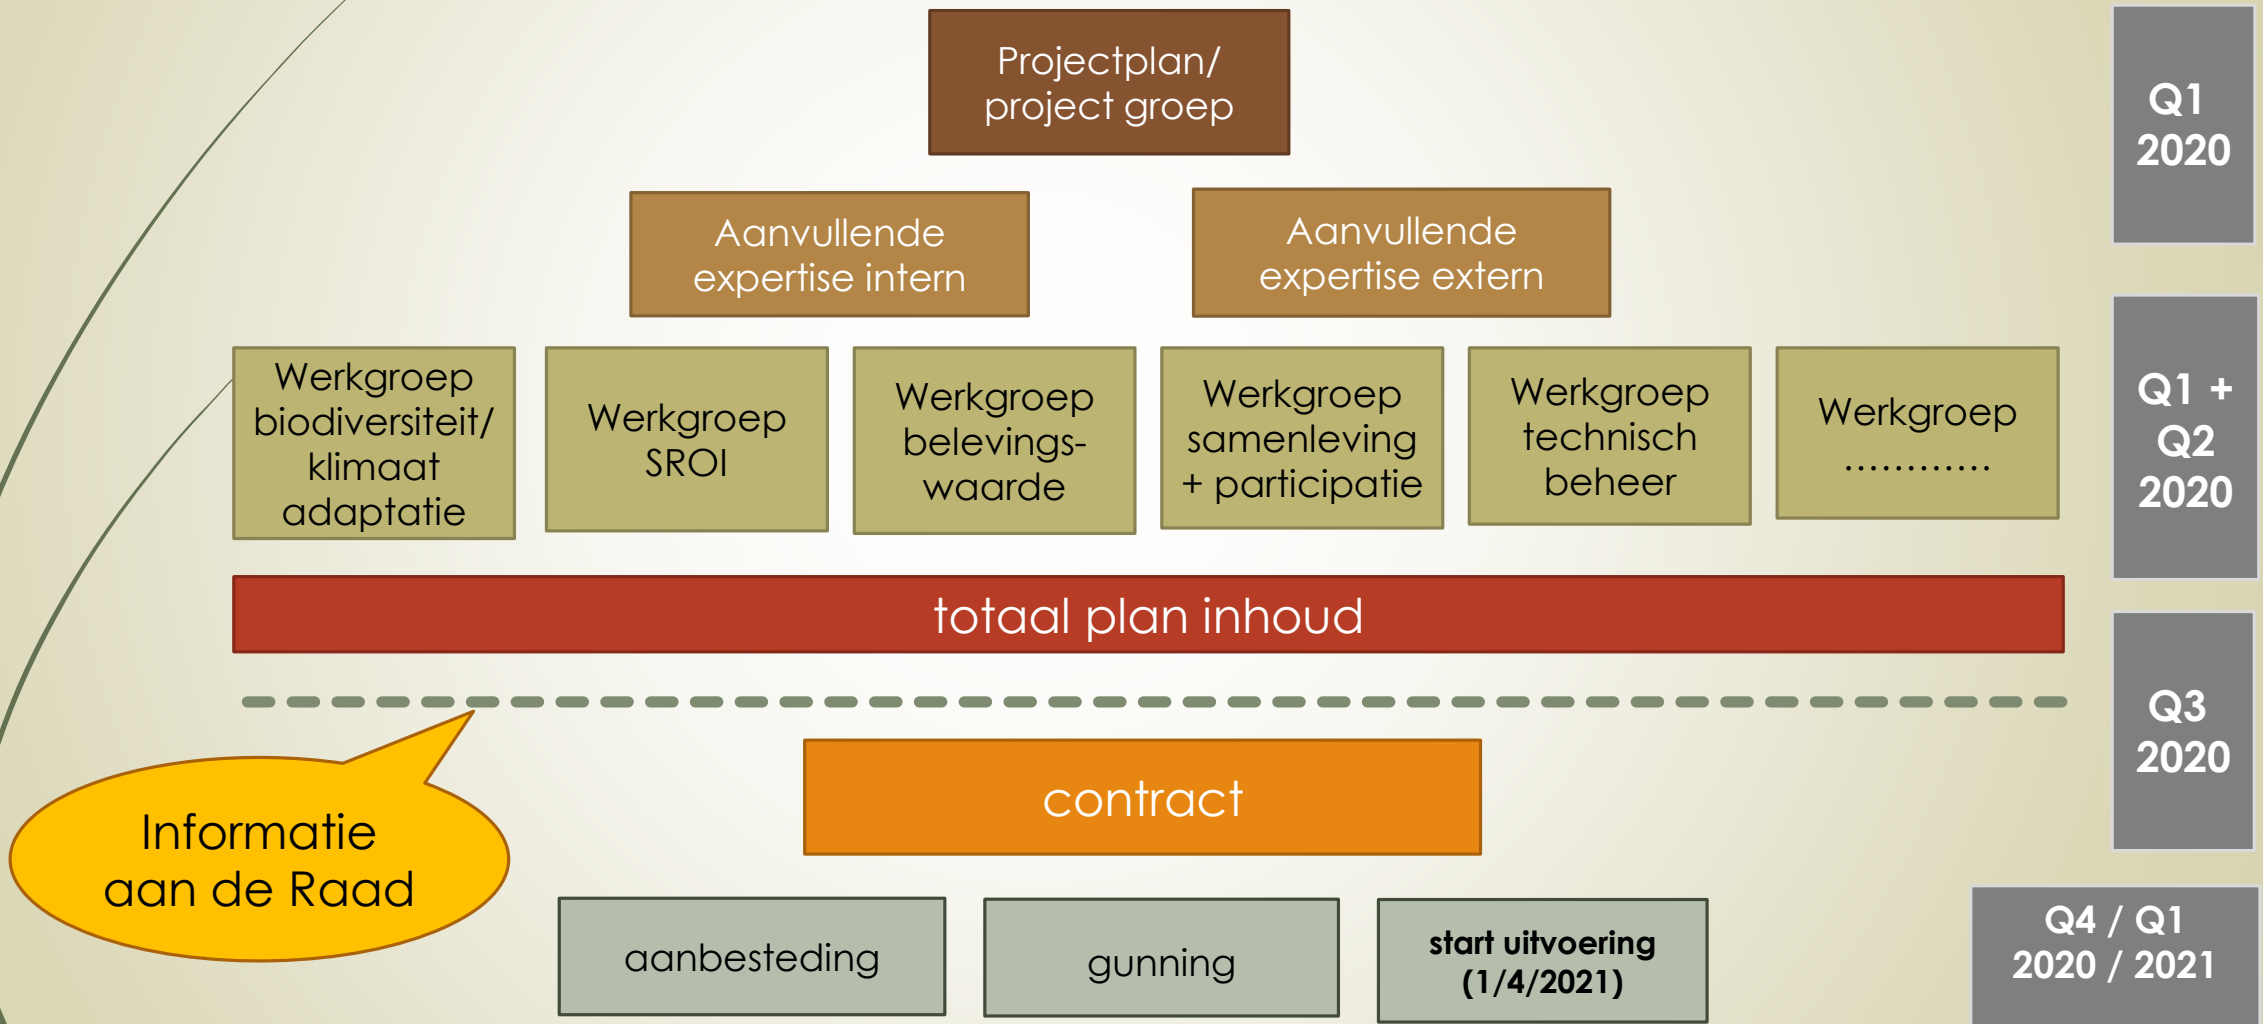 Projectplan/
project groep
Q1
2020
Aanvullende
expertise intern
Aanvullende
expertise extern
Werkgroep
biodiversiteit/
klimaat
adaptatie
Werkgroep
SROI
Werkgroep
belevings-
waarde
Werkgroep
samenleving
+ participatie
Werkgroep
technisch
beheer
Werkgroep
............
Q1 +
Q2
2020
totaal plan inhoud
Q3
2020
contract
Informatie
aan de Raad
aanbesteding
gunning
start uitvoering
(1/4/2021)
Q4 / Q1
2020 / 2021